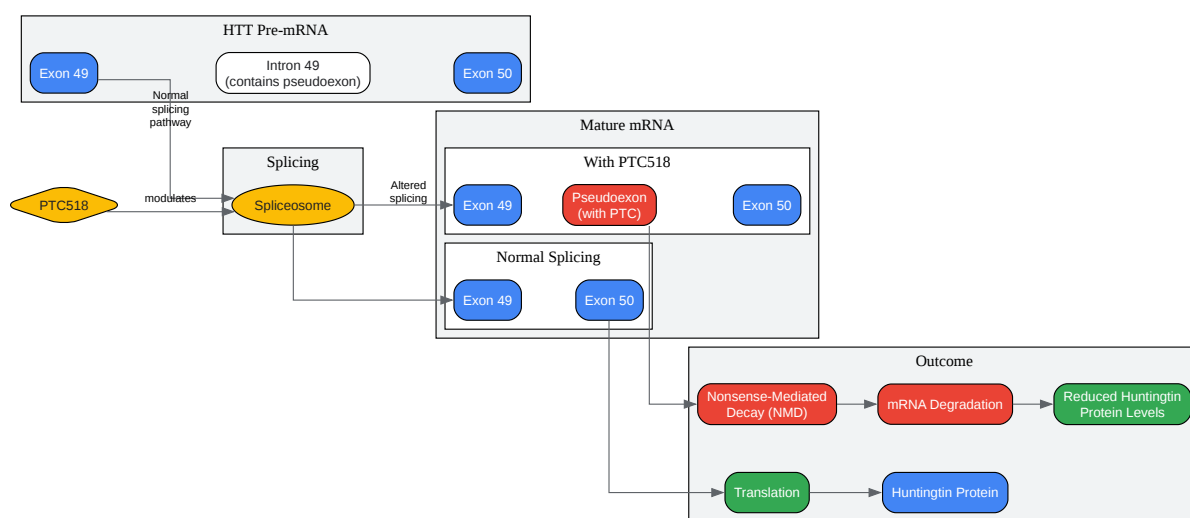 HTT Pre-mRNA
Exon 49
Intron 49
(contains pseudoexon)
Exon 50
Normal
splicing
pathway
PTC518
modulates
Splicing
Spliceosome
Altered
splicing
Mature mRNA
With PTC518
Exon 49
Pseudoexon
(with PTC)
Exon 50
Normal Splicing
Exon 49
Exon 50
Outcome
Nonsense-Mediated
Decay (NMD)
mRNA Degradation
Reduced Huntingtin
Protein Levels
Translation
Huntingtin Protein